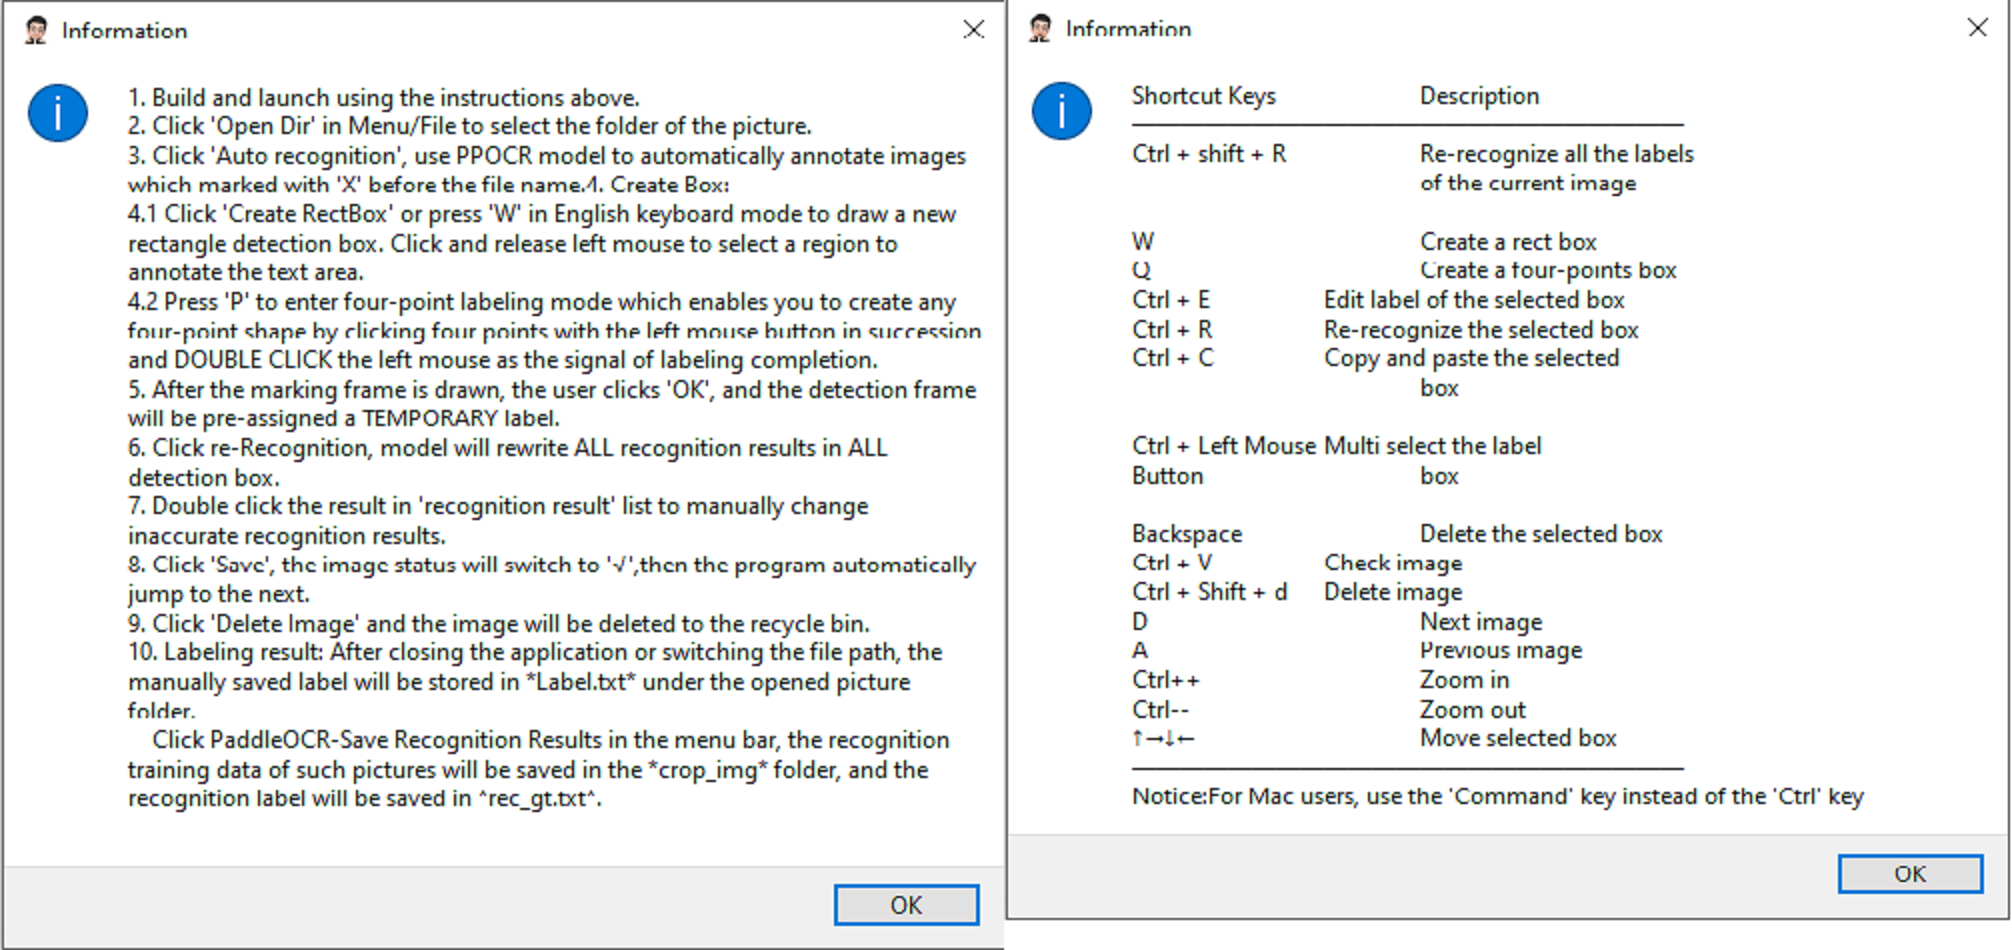 Information
1. Build and launch using the instructions above.
2. Click 'Open Dir' in Menu/File to select the folder of the picture.
3. Click 'Auto recognition', use PPOCR model to automatically annotate images
which marked with 'X' before the file name.4. Create Box:
4.1 Click 'Create RectBox' or press 'W' in English keyboard mode to draw a new
rectangle detection box. Click and release left mouse to select a region to
annotate the text area.
4.2 Press 'P' to enter four-point labeling mode which enables you to create any
four-point shape by clicking four points with the left mouse button in succession
and DOUBLE CLICK the left mouse as the signal of labeling completion.
5. After the marking frame is drawn, the user clicks 'OK', and the detection frame
will be pre-assigned a TEMPORARY label.
6. Click re-Recognition, model will rewrite ALL recognition results in ALL
detection box.
7. Double click the result in 'recognition result' list to manually change
inaccurate recognition results.
8. Click 'Save', the image status will switch to '√',then the program automatically
jump to the next.
9. Click 'Delete Image' and the image will be deleted to the recycle bin.
10. Labeling result: After closing the application or switching the file path, the
manually saved label will be stored in *Label.txt* under the opened picture
folder.
Click PaddleOCR-Save Recognition Results in the menu bar, the recognition
training data of such pictures will be saved in the *crop_img* folder, and the
recognition label will be saved in *rec_gt.txt*.
OK
Information
Shortcut Keys Description
Ctrl + shift + R Re-recognize all the labels
of the current image
W Create a rect box
Q Create a four-points box
Ctrl + E Edit label of the selected box
Ctrl + R Re-recognize the selected box
Ctrl + C Copy and paste the selected
box
Ctrl + Left Mouse Multi select the label
Button box
Backspace Delete the selected box
Ctrl + V Check image
Ctrl + Shift + d Delete image
D Next image
A Previous image
Ctrl++ Zoom in
Ctrl-- Zoom out
↑→↓← Move selected box
Notice:For Mac users, use the 'Command' key instead of the 'Ctrl' key
OK